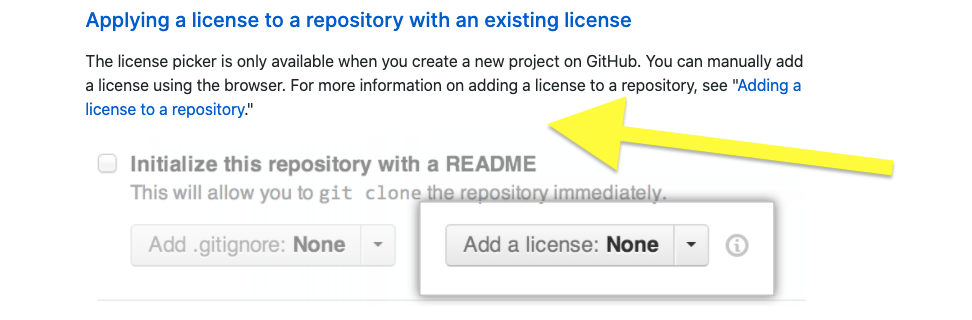 Applying a license to a repository with an existing license
The license picker is only available when you create a new project on GitHub. You can manually add
a license using the browser. For more information on adding a license to a repository, see "Adding a
license to a repository."
Initialize this repository with a README
This will allow you to git clone the repository immediately.
Add .gitignore: None
Add a license: None